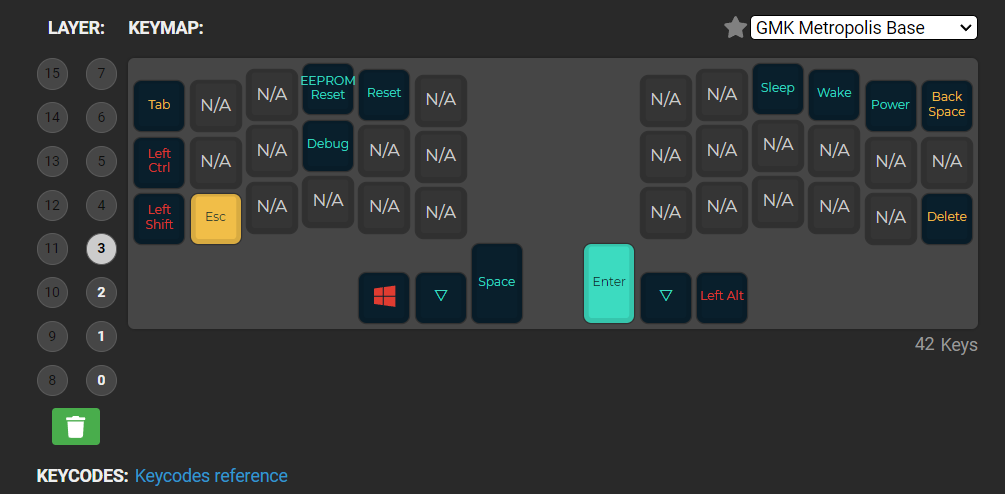 LAYER: KEYMAP: GMK Metropolis Base
15 7
14 6
13 5
12 4
11 3
10 2
9 1
8 0
Tab N/A N/A EEPROM Reset Reset N/A N/A N/A Sleep Wake Power Back Space
Left Ctrl N/A N/A Debug N/A N/A N/A N/A N/A N/A N/A N/A
Left Shift Esc N/A N/A N/A N/A N/A N/A N/A N/A N/A Delete
▽ Space Enter ▽ Left Alt
42 Keys
KEYCODES: Keycodes reference